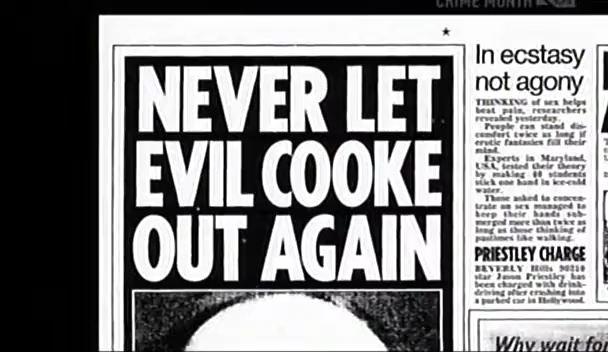 CRIME MONTH
NEVER LET
EVIL COOKE
OUT AGAIN
In ecstasy
not agony
THINKING of sex helps
beat pain, researchers
revealed yesterday.
People can stand dis-
comfort twice as long if
erotic fantasies fill their
mind.
Experts in Maryland,
USA, tested their theory
by making 40 students
stick one hand in ice-cold
water.
Those asked to concen-
trate on sex managed to
keep their hands sub-
merged more than twice as
long as those thinking of
pastimes like walking.
PRIESTLEY CHARGE
BEVERLY Hills 90210
star Jason Priestley has
been charged with drink-
driving after crashing into
a parked car in Hollywood.
Why wait for